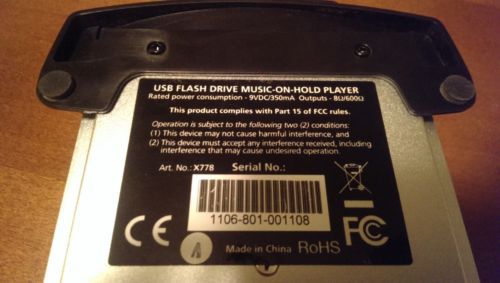 USB FLASH DRIVE MUSIC-ON-HOLD PLAYER
Rated power consumption - 9VDC/350mA Outputs - 8Ω/600Ω
This product complies with Part 15 of FCC rules.
Operation is subject to the following two (2) conditions:
(1) This device may not cause harmful interference, and
(2) This device must accept any interference received, including
interference that may cause undesired operation.
Art. No.: X778 Serial No.:
1106-801-001108
CE A Made in China RoHS FC